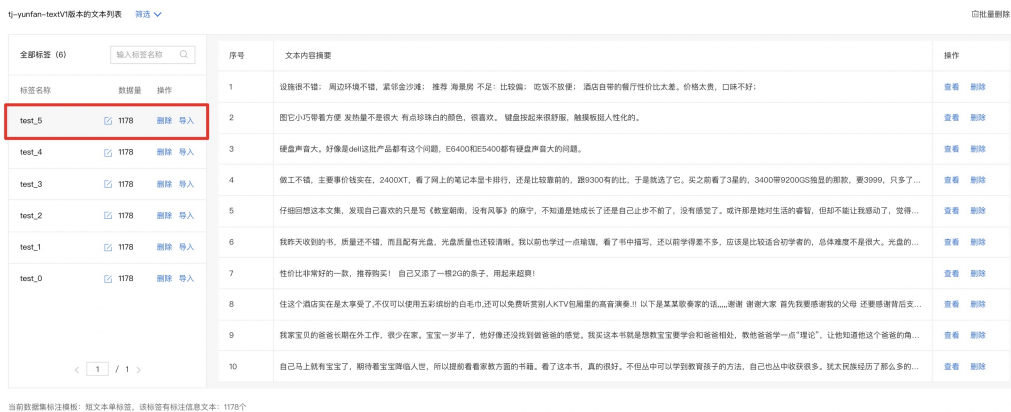 tj-yunfan-textV1版本的文本列表 筛选 批量删除
全部标签 (6) 输入标签名称 序号 文本内容摘要 操作
标签名称 数据量 操作
test_5 1178 删除 导入
test_4 1178 删除 导入
test_3 1178 删除 导入
test_2 1178 删除 导入
test_1 1178 删除 导入
test_0 1178 删除 导入
1 / 1
1 设施很不错； 周边环境不错，紧邻金沙滩； 推荐 海景房 不足：比较偏； 吃饭不放便； 酒店自带的餐厅性价比太差。价格太贵，口味不好； 查看 删除
2 图它小巧带着方便 发热量不是很大 有点珍珠白的颜色，很喜欢。 键盘按起来很舒服，触摸板挺人性化的。 查看 删除
3 硬盘声音大。好像是dell这批产品都有这个问题，E6400和E5400都有硬盘声音大的问题。 查看 删除
4 做工不错，主要事价钱实在，2400XT，看了网上的笔记本显卡排行，还是比较靠前的，跟9300有的比，于是就选了它。买之前看了3星的，3400带9200GS独显的那款，要3999，只多了... 查看 删除
5 仔细回想这本文集，发现自己喜欢的只是写《教室朝南，没有风筝》的麻宁，不知道是她成长了还是自己止步不前了，没有感觉了。或许那是她对生活的睿智，但却不能让我感动了，觉得... 查看 删除
6 我昨天收到的书，质量还不错，而且配有光盘，光盘质量也还较清晰。我以前也学过一点瑜珈，看了书中描写，还以前学得差不多，应该是比较适合初学者的，总体难度不是很大。光盘的... 查看 删除
7 性价比非常好的一款，推荐购买！ 自己又添了一根2G的条子，用起来超爽！ 查看 删除
8 住这个酒店实在是太享受了,不仅可以使用五彩缤纷的白毛巾,还可以免费听赏别人KTV包厢里的高音演奏.!! 以下是某某歌奏家的话,,,,,谢谢 谢谢大家 首先我要感谢我的父母 还要感谢背后支... 查看 删除
9 我家宝贝的爸爸长期在外工作，很少在家，宝宝一岁半了，他好像还没找到做爸爸的感觉。我买这本书就是想教宝宝要学会和爸爸相处，教他爸爸学一点“理论”，让他知道他这个爸爸的角... 查看 删除
10 自己马上就有宝宝了，期待着宝宝降临人世，所以提前看看家教方面的书籍。看了这本书，真的很好。不但丛中可以学到教育孩子的方法，自己也丛中收获很多。犹太民族经历了那么多的... 查看 删除
当前数据集标注模板：短文本单标签，该标签有标注信息文本：1178个